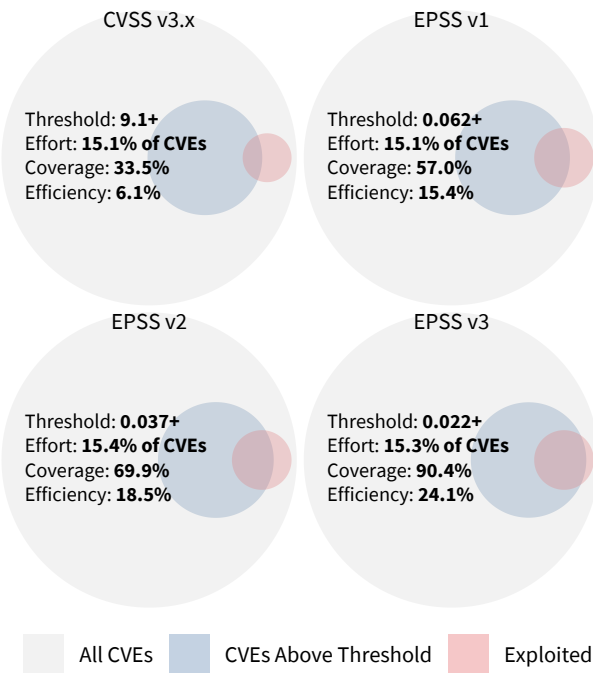 CVSS v3.x
Threshold: 9.1+
Effort: 15.1% of CVEs
Coverage: 33.5%
Efficiency: 6.1%
EPSS v1
Threshold: 0.062+
Effort: 15.1% of CVEs
Coverage: 57.0%
Efficiency: 15.4%
EPSS v2
Threshold: 0.037+
Effort: 15.4% of CVEs
Coverage: 69.9%
Efficiency: 18.5%
EPSS v3
Threshold: 0.022+
Effort: 15.3% of CVEs
Coverage: 90.4%
Efficiency: 24.1%
All CVEs
CVEs Above Threshold
Exploited